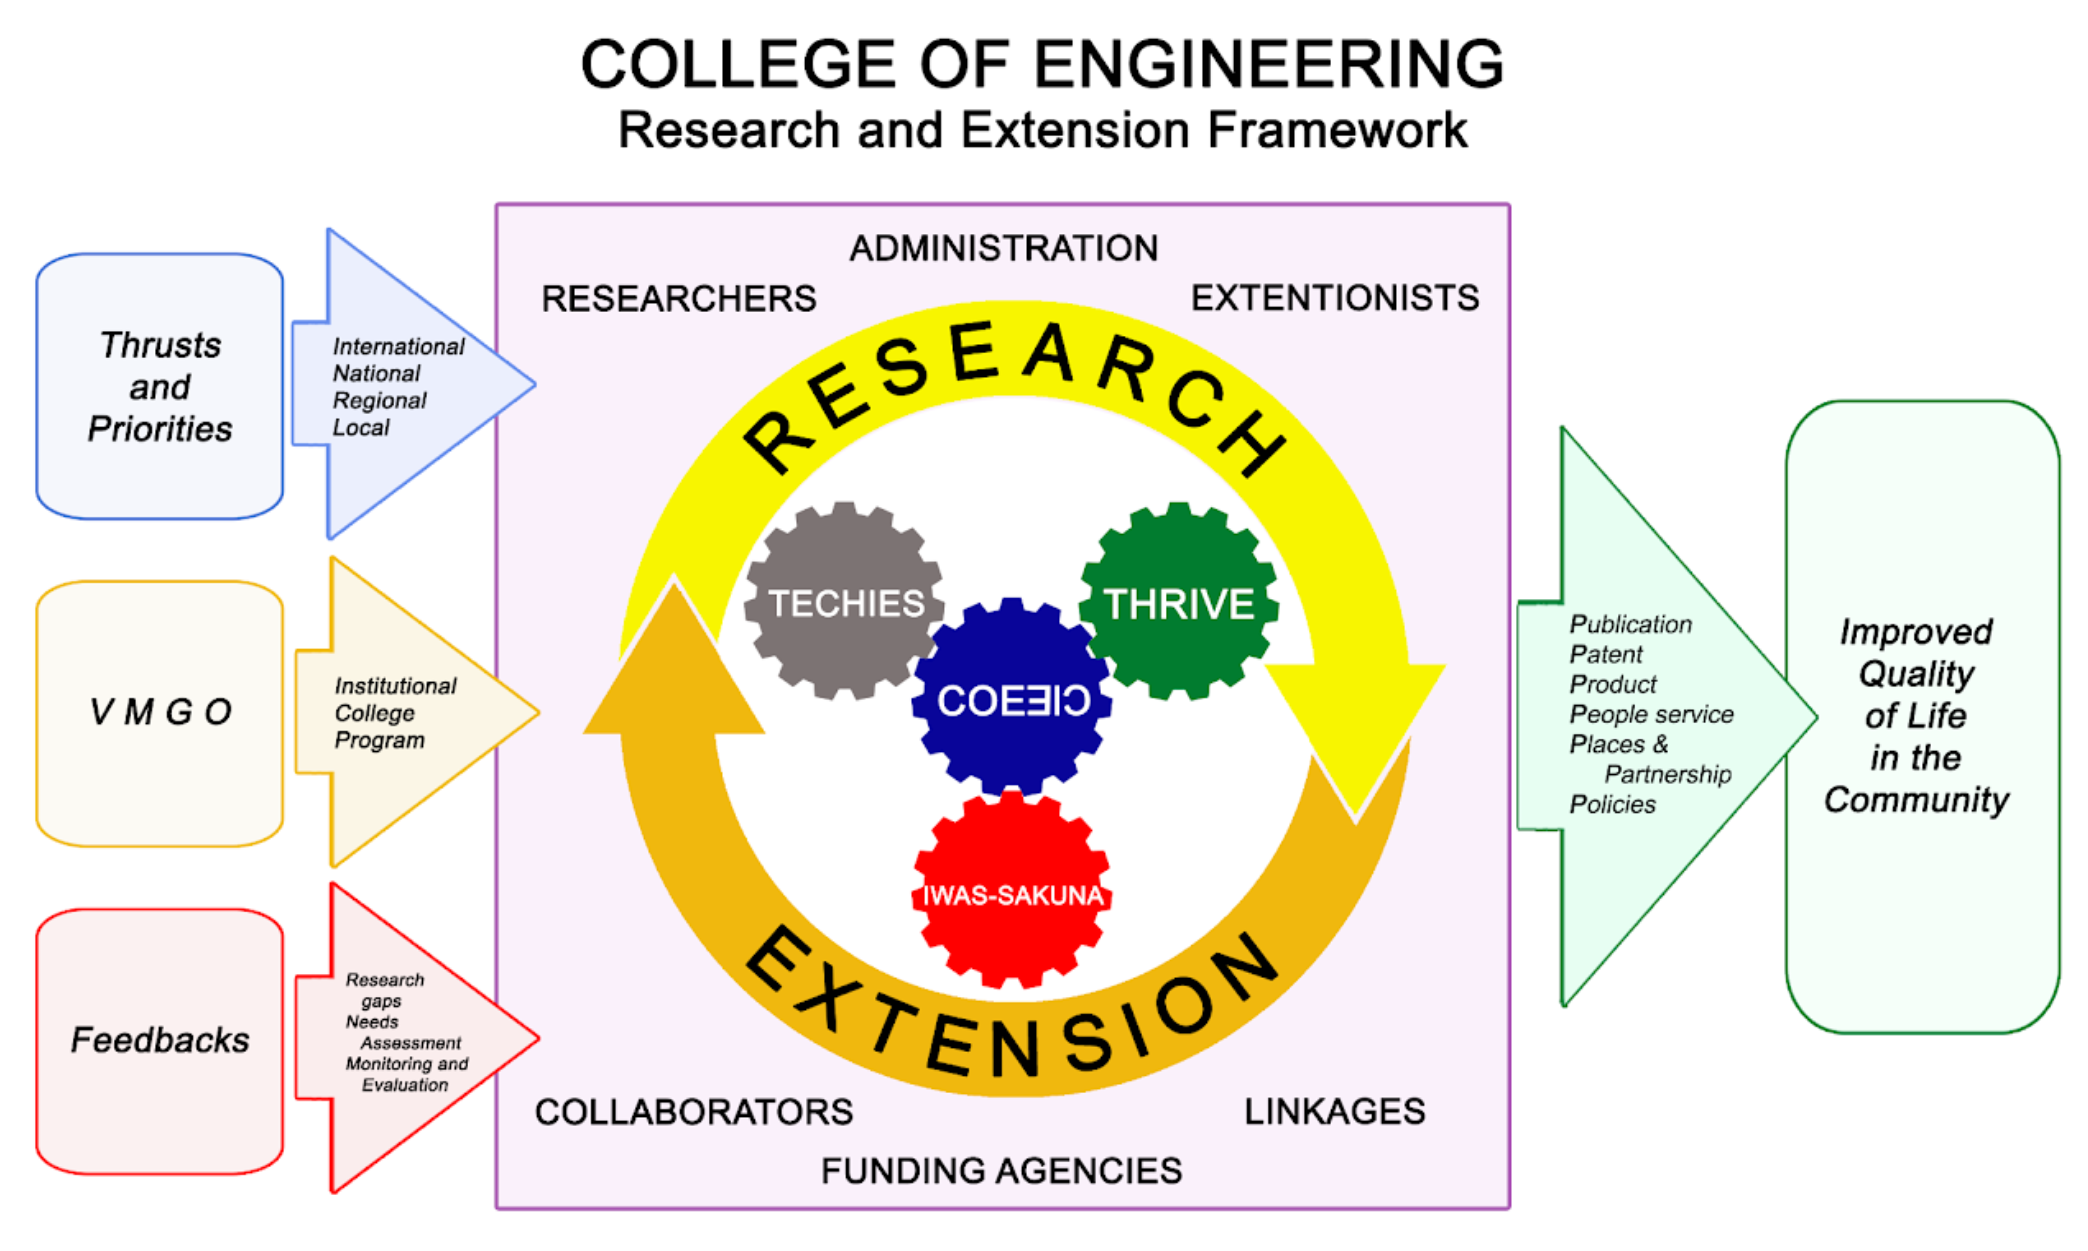 COLLEGE OF ENGINEERING
Research and Extension Framework
Thrusts
and
Priorities
International
National
Regional
Local
V M G O
Institutional
College
Program
Feedbacks
Research
gaps
Needs
Assessment
Monitoring and
Evaluation
ADMINISTRATION
RESEARCHERS
EXTENTIONISTS
RESEARCH
TECHIES
THRIVE
COEƎIƆ
IWAS-SAKUNA
EXTENSION
COLLABORATORS
LINKAGES
FUNDING AGENCIES
Publication
Patent
Product
People service
Places &
Partnership
Policies
Improved
Quality
of Life
in the
Community